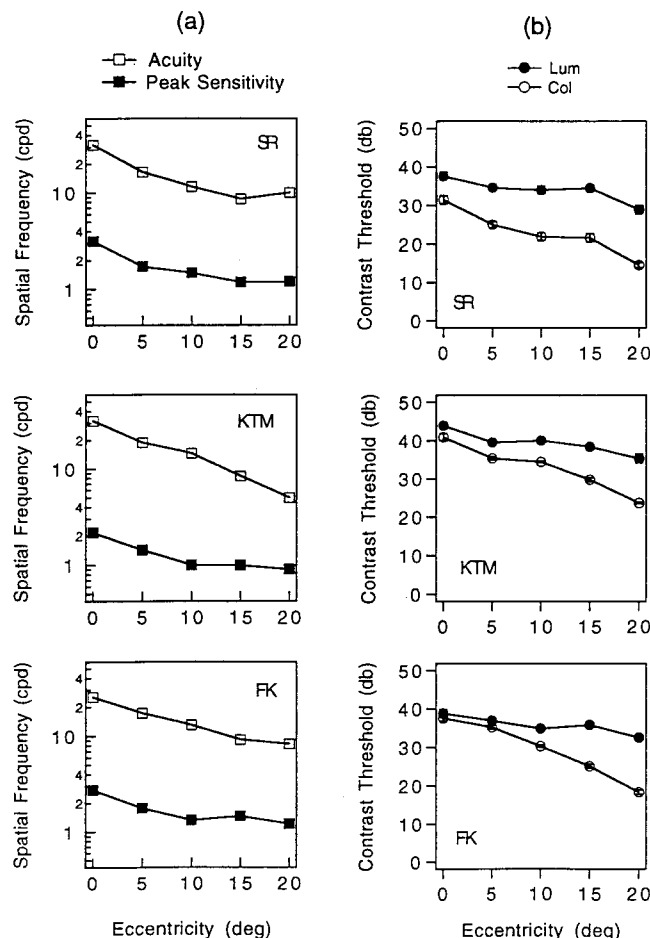 (a)
Acuity
Peak Sensitivity
Spatial Frequency (cpd)
4
2
10
4
2
1
SR
0 5 10 15 20
Spatial Frequency (cpd)
4
2
10
4
2
1
KTM
0 5 10 15 20
Spatial Frequency (cpd)
4
2
10
4
2
1
FK
0 5 10 15 20
Eccentricity (deg)
(b)
Lum
Col
Contrast Threshold (db)
50
40
30
20
10
0
SR
0 5 10 15 20
Contrast Threshold (db)
50
40
30
20
10
0
KTM
0 5 10 15 20
Contrast Threshold (db)
50
40
30
20
10
0
FK
0 5 10 15 20
Eccentricity (deg)